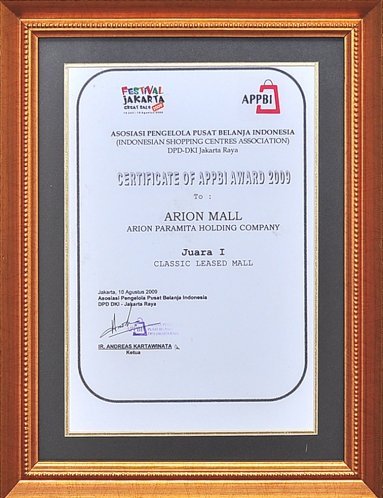 FESTIVAL
JAKARTA
GREAT SALE
APPBI
ASOSIASI PENGELOLA PUSAT BELANJA INDONESIA
(INDONESIAN SHOPPING CENTRES ASSOCIATION)
DPD-DKI Jakarta Raya
CERTIFICATE OF APPBI AWARD 2009
To :
ARION MALL
ARION PARAMITA HOLDING COMPANY
Juara I
CLASSIC LEASED MALL
Jakarta, 10 Agustus 2009
Asosiasi Pengelola Pusat Belanja Indonesia
DPD DKI - Jakarta Raya
IR. ANDREAS KARTAWINATA
Ketua